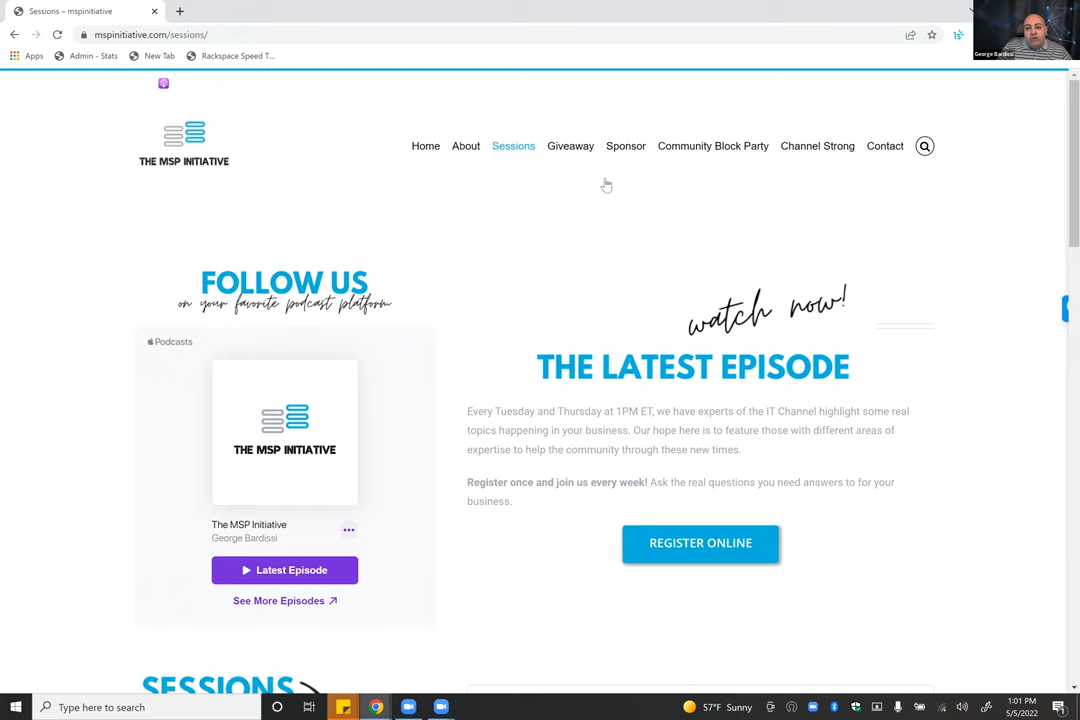 Sessions – mspinitiative
mspinitiative.com/sessions/
Apps
Admin - Stats
New Tab
Rackspace Speed T...
George Bardissi
THE MSP INITIATIVE
Home
About
Sessions
Giveaway
Sponsor
Community Block Party
Channel Strong
Contact
FOLLOW US
on your favorite podcast platform
Podcasts
THE MSP INITIATIVE
The MSP Initiative
George Bardissi
Latest Episode
See More Episodes
watch now!
THE LATEST EPISODE
Every Tuesday and Thursday at 1PM ET, we have experts of the IT Channel highlight some real
topics happening in your business. Our hope here is to feature those with different areas of
expertise to help the community through these new times.
Register once and join us every week! Ask the real questions you need answers to for your
business.
REGISTER ONLINE
SESSIONS
Type here to search
57°F Sunny
1:01 PM
5/5/2022